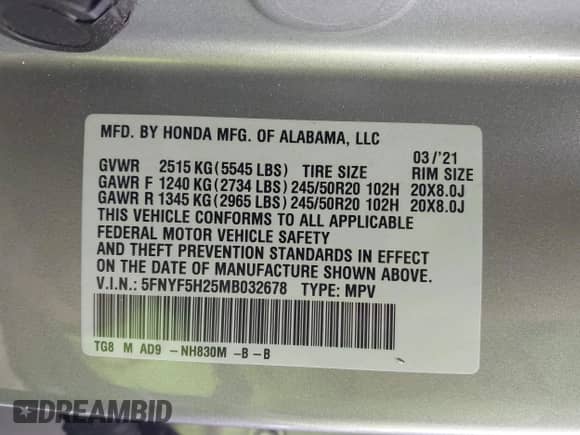 MFD. BY HONDA MFG. OF ALABAMA, LLC
03/'21
GVWR 2515 KG (5545 LBS) TIRE SIZE RIM SIZE
GAWR F 1240 KG (2734 LBS) 245/50R20 102H 20X8.0J
GAWR R 1345 KG (2965 LBS) 245/50R20 102H 20X8.0J
THIS VEHICLE CONFORMS TO ALL APPLICABLE
FEDERAL MOTOR VEHICLE SAFETY
AND THEFT PREVENTION STANDARDS IN EFFECT
ON THE DATE OF MANUFACTURE SHOWN ABOVE.
V.I.N.: 5FNYF5H25MB032678 TYPE: MPV
TG8 M AD9 -NH830M -B-B
DREAMBID